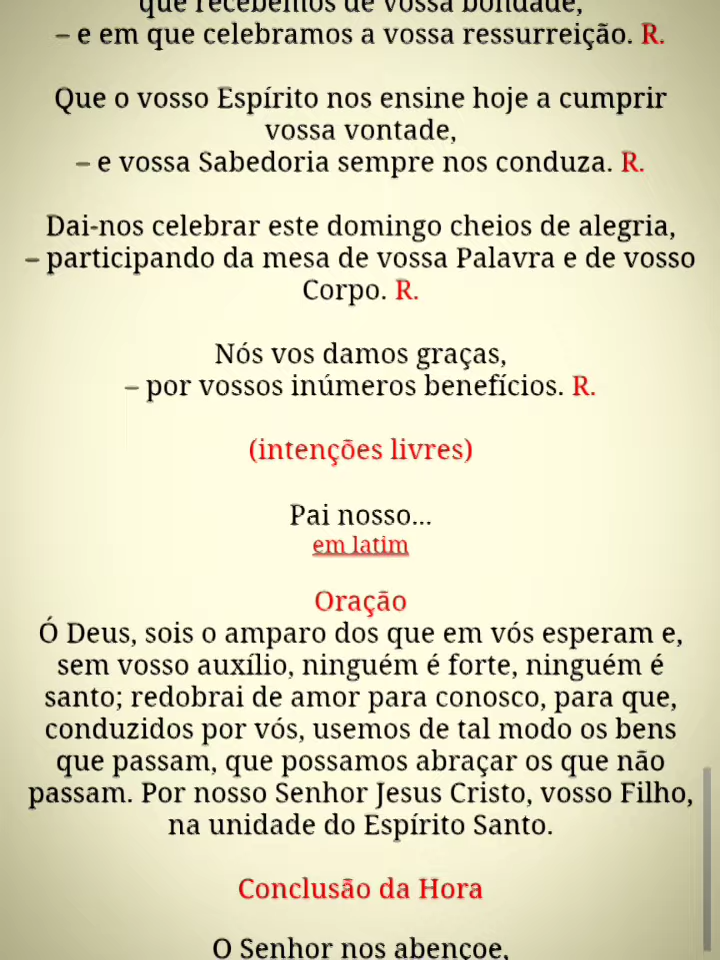 que recebemos de vossa bondade,
– e em que celebramos a vossa ressurreição. R.
Que o vosso Espírito nos ensine hoje a cumprir
vossa vontade,
– e vossa Sabedoria sempre nos conduza. R.
Dai-nos celebrar este domingo cheios de alegria,
– participando da mesa de vossa Palavra e de vosso
Corpo. R.
Nós vos damos graças,
– por vossos inúmeros benefícios. R.
(intenções livres)
Pai nosso...
em latim
Oração
Ó Deus, sois o amparo dos que em vós esperam e,
sem vosso auxílio, ninguém é forte, ninguém é
santo; redobrai de amor para conosco, para que,
conduzidos por vós, usemos de tal modo os bens
que passam, que possamos abraçar os que não
passam. Por nosso Senhor Jesus Cristo, vosso Filho,
na unidade do Espírito Santo.
Conclusão da Hora
O Senhor nos abençoe,